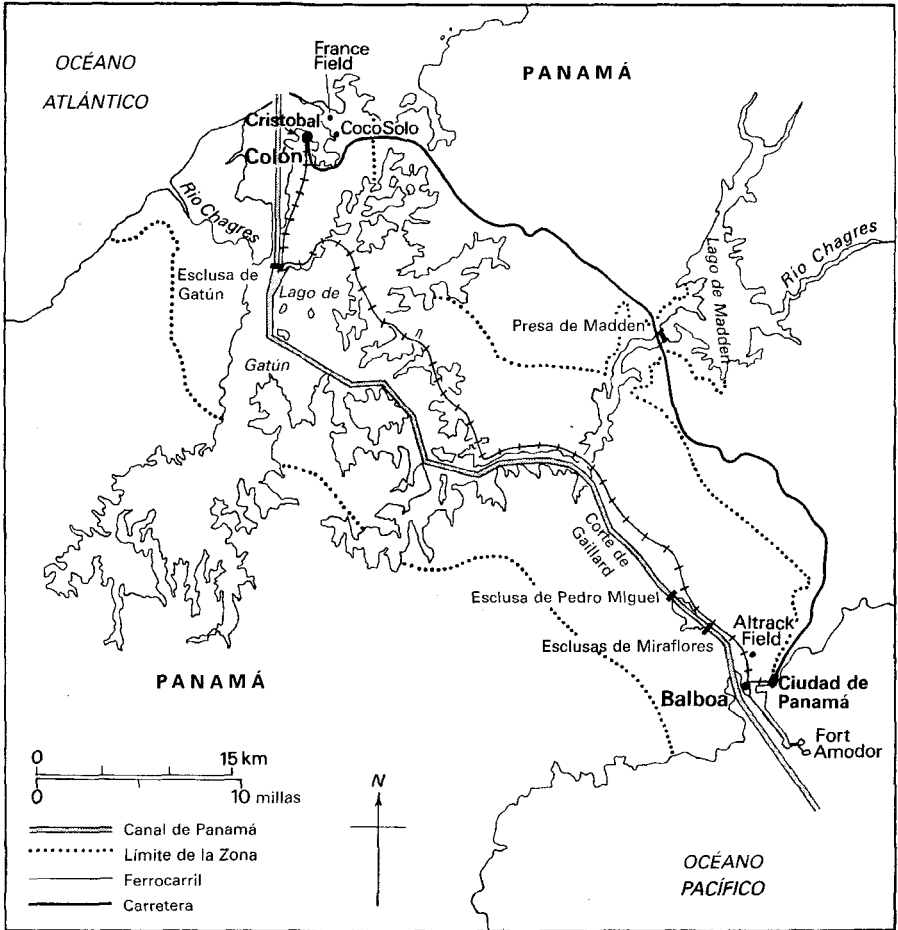 OCÉANO
ATLÁNTICO
France
Field
PANAMÁ
Cristobal
CocoSolo
Colón
Rio Chagres
Esclusa de
Gatún
Lago de
Gatún
Presa de Madden
Lago de Madden
Rio Chagres
Corte de
Gaillard
Esclusa de Pedro Miguel
Esclusas de Miraflores
Altrack
Field
PANAMÁ
Balboa
Ciudad de
Panamá
Fort
Amodor
0 15 km
0 10 millas
N
Canal de Panamá
Límite de la Zona
Ferrocarril
Carretera
OCÉANO
PACÍFICO